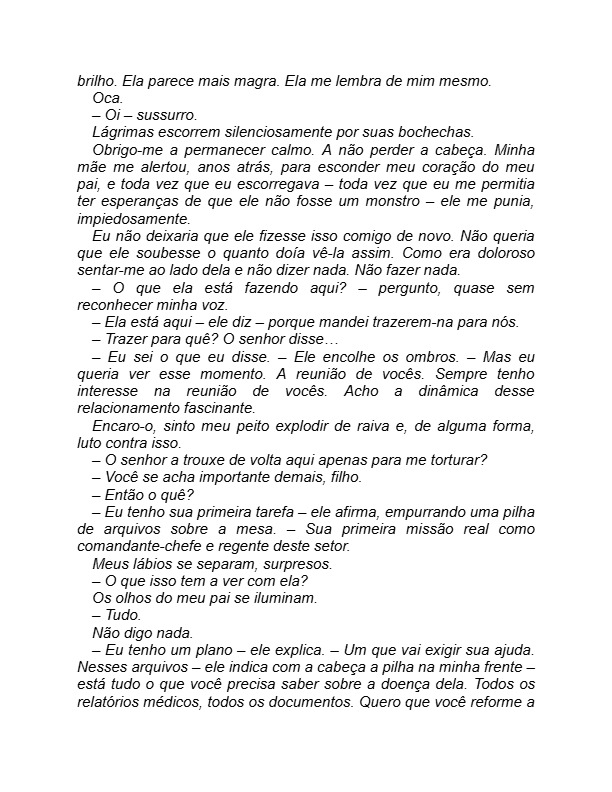 brilho. Ela parece mais magra. Ela me lembra de mim mesmo.
Oca.
– Oi – sussurro.
Lágrimas escorrem silenciosamente por suas bochechas.
Obrigo-me a permanecer calmo. A não perder a cabeça. Minha
mãe me alertou, anos atrás, para esconder meu coração do meu
pai, e toda vez que eu escorregava – toda vez que eu me permitia
ter esperanças de que ele não fosse um monstro – ele me punia,
impiedosamente.
Eu não deixaria que ele fizesse isso comigo de novo. Não queria
que ele soubesse o quanto doía vê-la assim. Como era doloroso
sentar-me ao lado dela e não dizer nada. Não fazer nada.
– O que ela está fazendo aqui? – pergunto, quase sem
reconhecer minha voz.
– Ela está aqui – ele diz – porque mandei trazerem-na para nós.
– Trazer para quê? O senhor disse…
– Eu sei o que eu disse. – Ele encolhe os ombros. – Mas eu
queria ver esse momento. A reunião de vocês. Sempre tenho
interesse na reunião de vocês. Acho a dinâmica desse
relacionamento fascinante.
Encaro-o, sinto meu peito explodir de raiva e, de alguma forma,
luto contra isso.
– O senhor a trouxe de volta aqui apenas para me torturar?
– Você se acha importante demais, filho.
– Então o quê?
– Eu tenho sua primeira tarefa – ele afirma, empurrando uma pilha
de arquivos sobre a mesa. – Sua primeira missão real como
comandante-chefe e regente deste setor.
Meus lábios se separam, surpresos.
– O que isso tem a ver com ela?
Os olhos do meu pai se iluminam.
– Tudo.
Não digo nada.
– Eu tenho um plano – ele explica. – Um que vai exigir sua ajuda.
Nesses arquivos – ele indica com a cabeça a pilha na minha frente –
está tudo o que você precisa saber sobre a doença dela. Todos os
relatórios médicos, todos os documentos. Quero que você reforme a